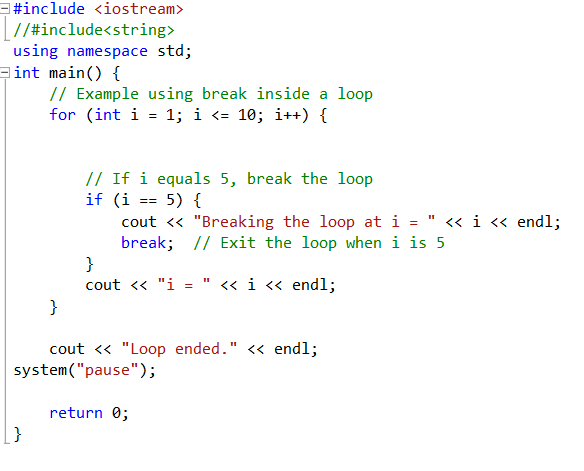 #include <iostream>
//#include<string>
using namespace std;
int main() {
    // Example using break inside a loop
    for (int i = 1; i <= 10; i++) {
        // If i equals 5, break the loop
        if (i == 5) {
            cout << "Breaking the loop at i = " << i << endl;
            break;  // Exit the loop when i is 5
        }
        cout << "i = " << i << endl;
    }
    cout << "Loop ended." << endl;
system("pause");
    return 0;
}